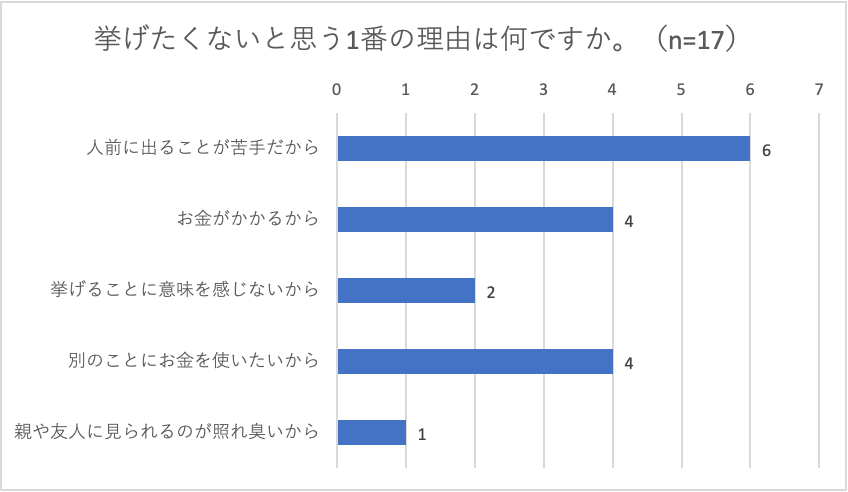 挙げたくないと思う1番の理由は何ですか。（n=17）
0 1 2 3 4 5 6 7
人前に出ることが苦手だから 6
お金がかかるから 4
挙げることに意味を感じないから 2
別のことにお金を使いたいから 4
親や友人に見られるのが照れ臭いから 1